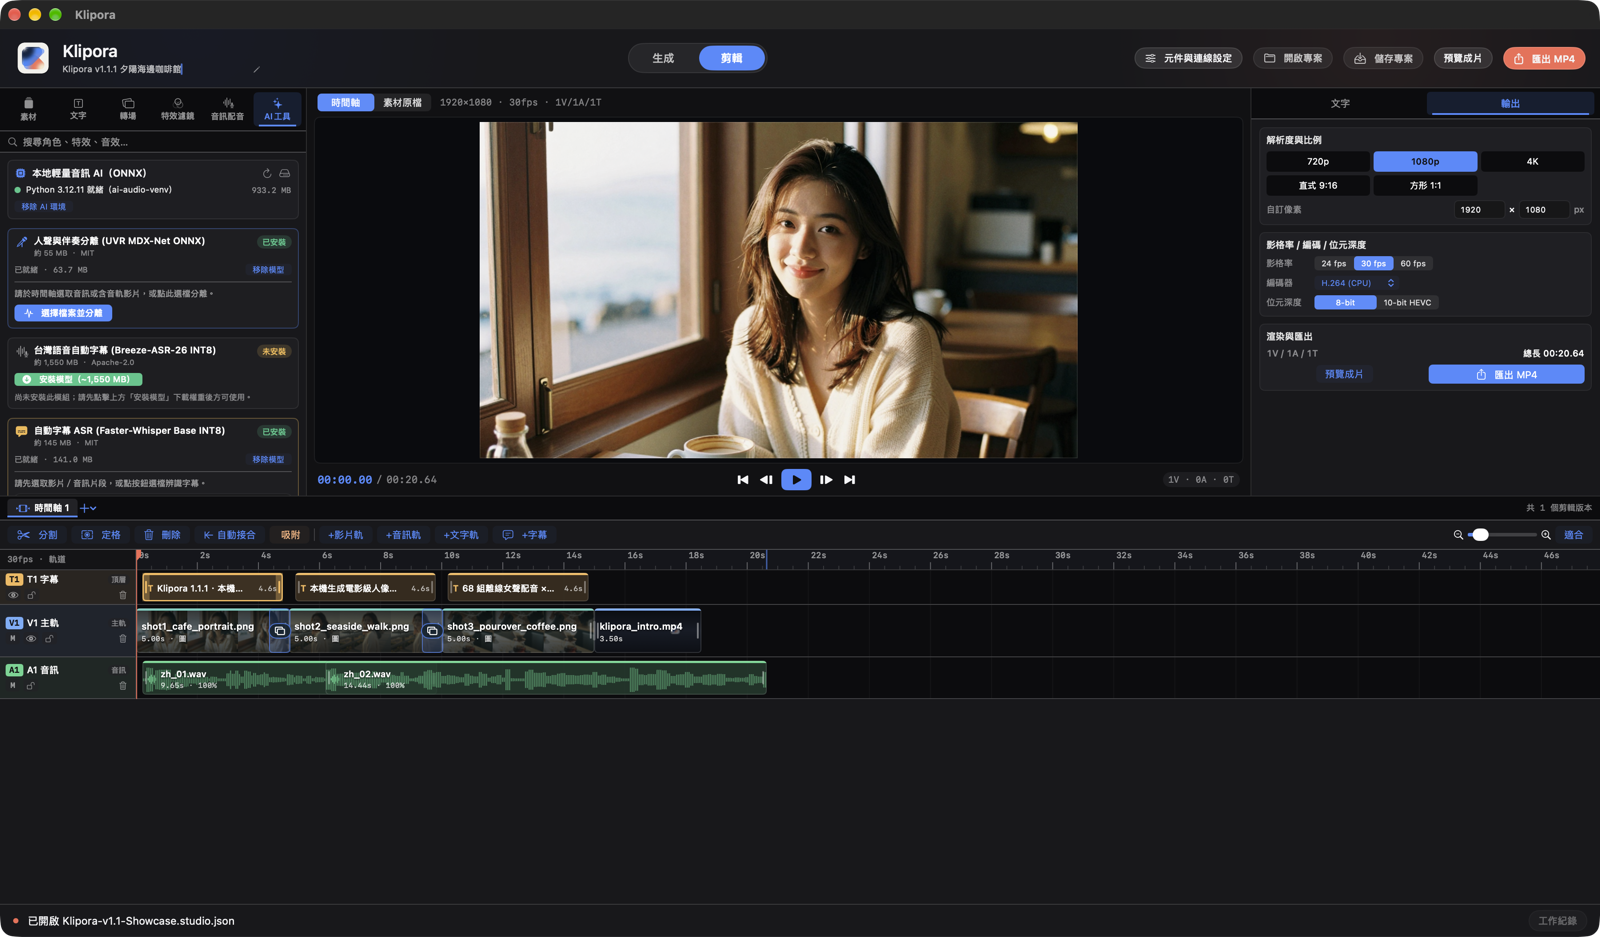 Klipora
Klipora
Klipora v1.1.1 夕陽海邊咖啡館
生成
剪輯
元件與連線設定
開啟專案
儲存專案
預覽成片
匯出 MP4
素材
文字
轉場
特效濾鏡
音訊配音
AI 工具
搜尋角色、特效、音效...
本地輕量音訊 AI（ONNX）
Python 3.12.11 就緒（ai-audio-venv）
933.2 MB
移除 AI 環境
人聲與伴奏分離 (UVR MDX-Net ONNX)
已安裝
約 55 MB · MIT
已就緒 · 63.7 MB
移除模型
請於時間軸選取音訊或含音軌影片，或點此選檔分離。
選擇檔案並分離
台灣語音自動字幕 (Breeze-ASR-26 INT8)
未安裝
約 1,550 MB · Apache-2.0
安裝模型 (~1,550 MB)
尚未安裝此模組；請先點擊上方「安裝模型」下載權重後方可使用。
自動字幕 ASR (Faster-Whisper Base INT8)
已安裝
約 145 MB · MIT
已就緒 · 141.0 MB
移除模型
請先選取影片 / 音訊片段，或點按鈕選檔辨識字幕。
時間軸
素材原檔
1920×1080 · 30fps · 1V/1A/1T
00:00.00 / 00:20.64
1V · 0A · 0T
文字
輸出
解析度與比例
720p
1080p
4K
直式 9:16
方形 1:1
自訂像素
1920 × 1080 px
影格率 / 編碼 / 位元深度
影格率
24 fps
30 fps
60 fps
編碼器
H.264 (CPU)
位元深度
8-bit
10-bit HEVC
渲染與匯出
1V / 1A / 1T
總長 00:20.64
預覽成片
匯出 MP4
時間軸 1
共 1 個剪輯版本
分割
定格
刪除
自動接合
吸附
+影片軌
+音訊軌
+文字軌
+字幕
適合
30fps · 軌道
0s 2s 4s 6s 8s 10s 12s 14s 16s 18s 20s 22s 24s 26s 28s 30s 32s 34s 36s 38s 40s 42s 44s 46s
T1 T1 字幕
頂層
T Klipora 1.1.1 · 本機... 4.6s
T 本機生成電影級人像... 4.6s
T 68 組離線女聲配音 ×... 4.6s
V1 V1 主軌
主軌
M
shot1_cafe_portrait.png
5.00s ·
shot2_seaside_walk.png
5.00s ·
shot3_pourover_coffee.png
5.00s ·
klipora_intro.mp4
3.50s
A1 A1 音訊
音訊
M
zh_01.wav
9.65s · 100%
zh_02.wav
14.44s · 100%
已開啟 Klipora-v1.1-Showcase.studio.json
工作紀錄